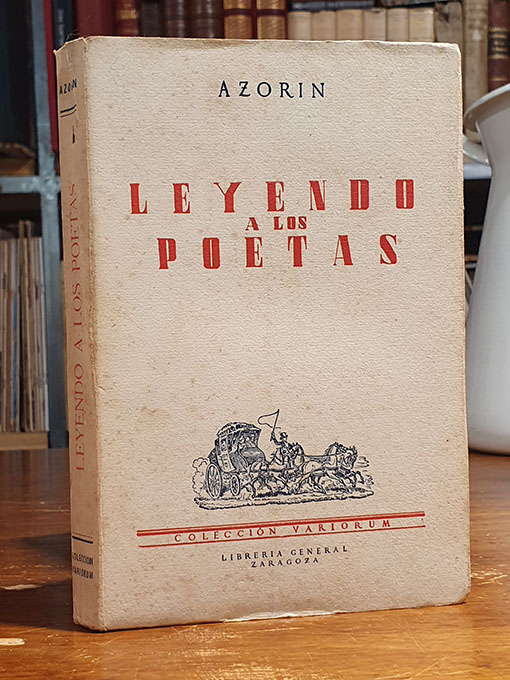 AZORIN
LEYENDO
A LOS
POETAS
COLECCIÓN VARIORUM
LIBRERIA GENERAL
ZARAGOZA
AZORIN
LEYENDO A LOS POETAS
COLECCION
VARIORUM